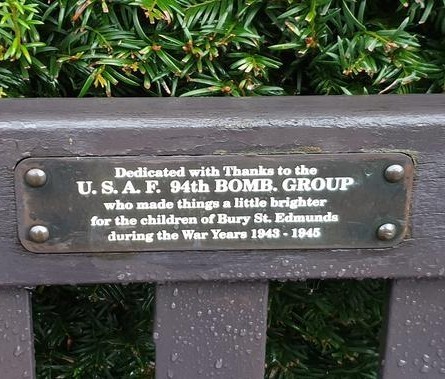 Dedicated with Thanks to the
U. S. A. F. 94th BOMB. GROUP
who made things a little brighter
for the children of Bury St. Edmunds
during the War Years 1943 - 1945